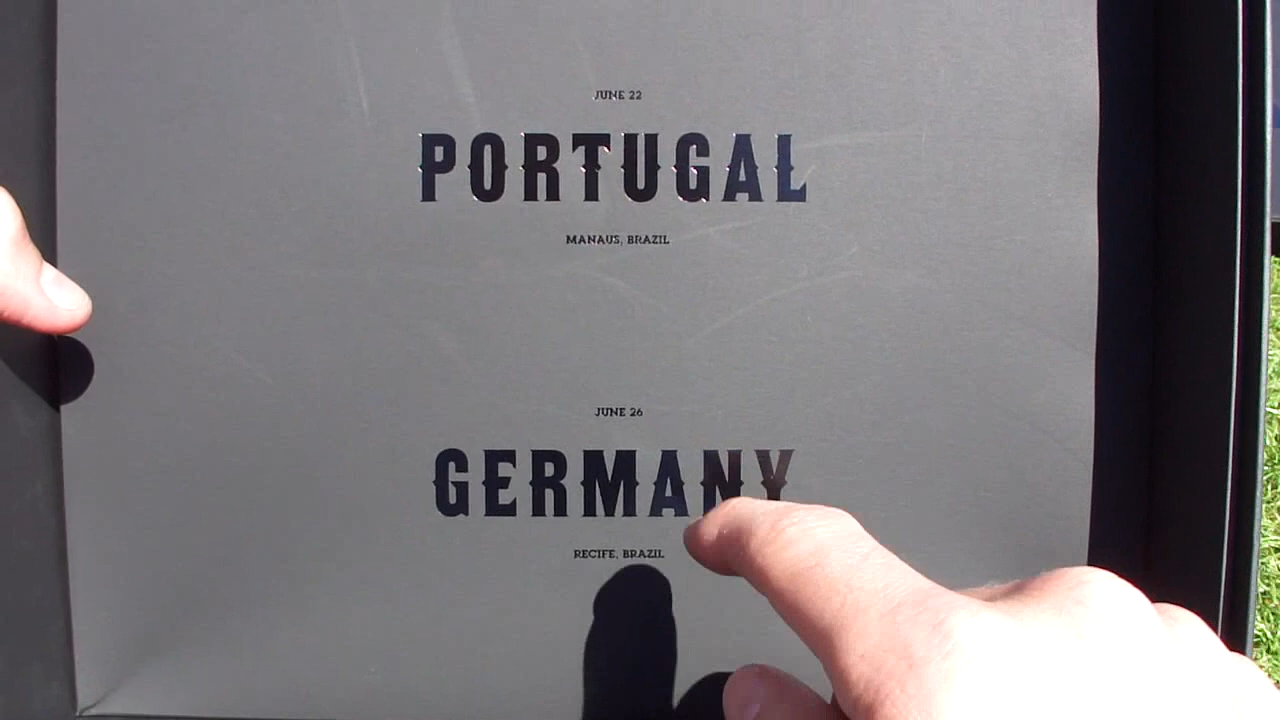 JUNE 22
PORTUGAL
MANAUS, BRAZIL
JUNE 26
GERMANY
RECIFE, BRAZIL